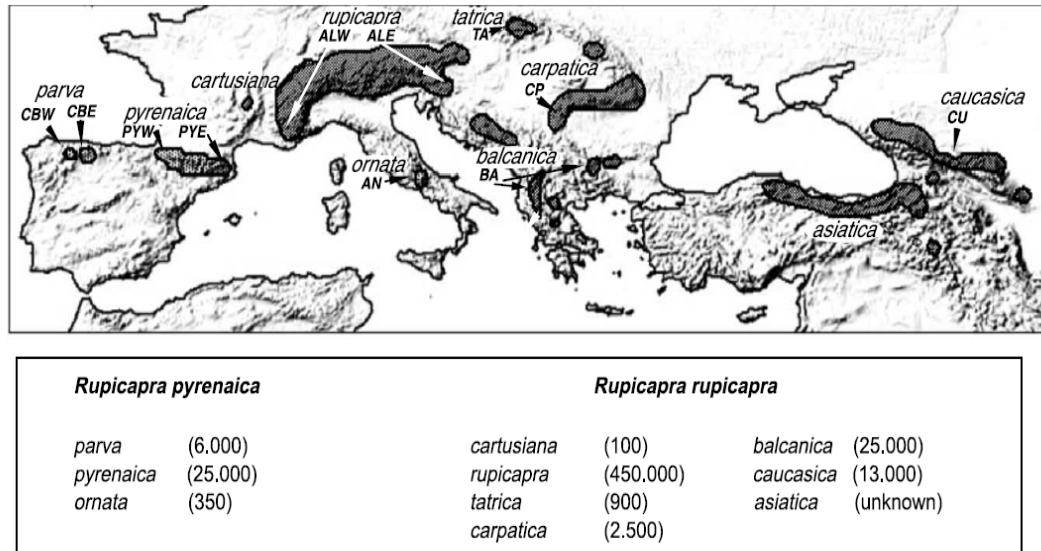 rupicapra
ALW ALE
tatrica
TA
cartusiana
carpatica
CP
parva
CBW CBE
pyrenaica
PYW PYE
caucasica
CU
ornata
AN
balcanica
BA
asiatica
Rupicapra pyrenaica Rupicapra rupicapra
parva (6.000) cartusiana (100) balcanica (25.000)
pyrenaica (25.000) rupicapra (450.000) caucasica (13.000)
ornata (350) tatrica (900) asiatica (unknown)
carpatica (2.500)